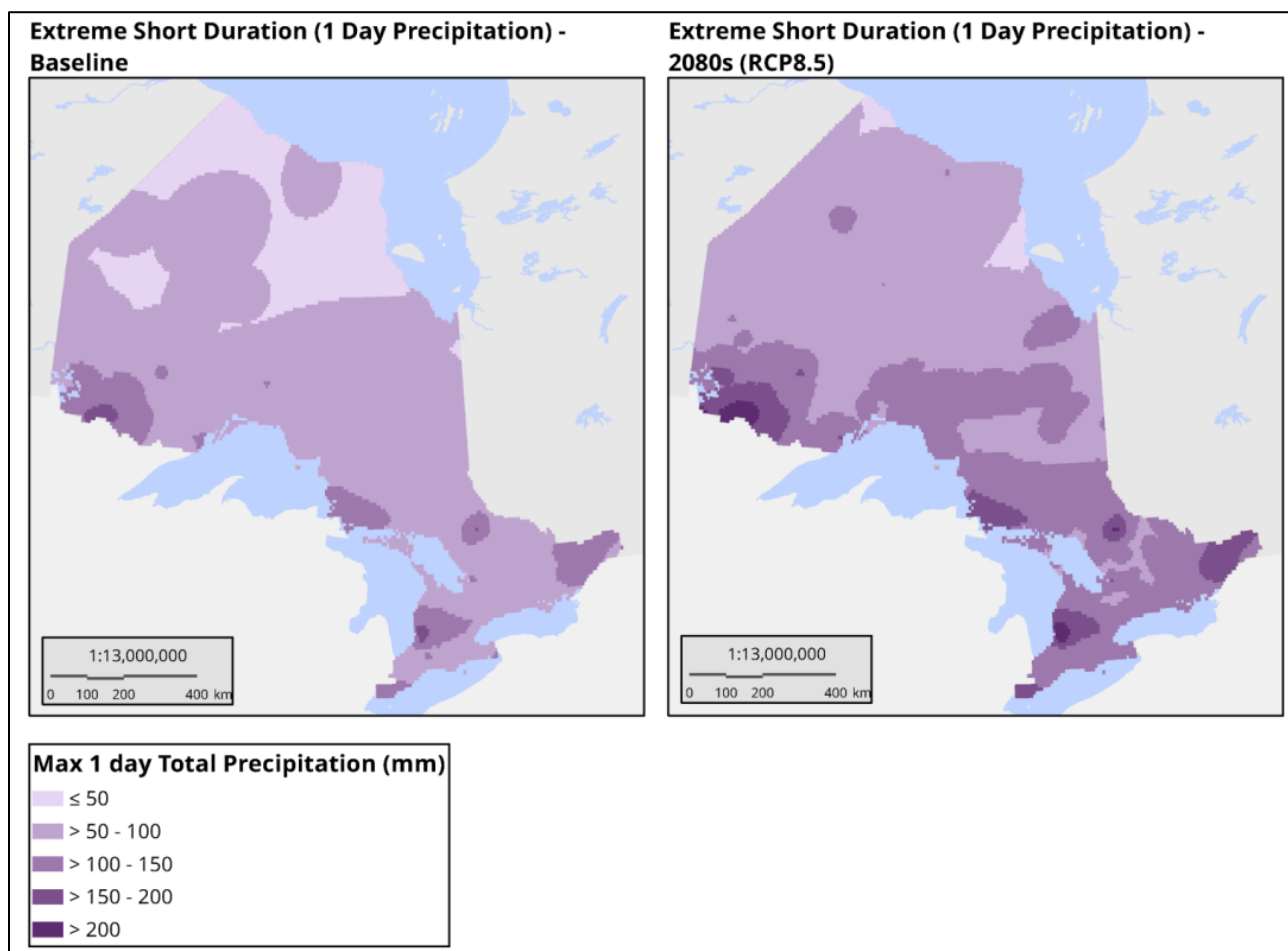 Extreme Short Duration (1 Day Precipitation) -
Baseline
1:13,000,000
0 100 200 400 km
Extreme Short Duration (1 Day Precipitation) -
2080s (RCP8.5)
1:13,000,000
0 100 200 400 km
Max 1 day Total Precipitation (mm)
≤ 50
> 50 - 100
> 100 - 150
> 150 - 200
> 200